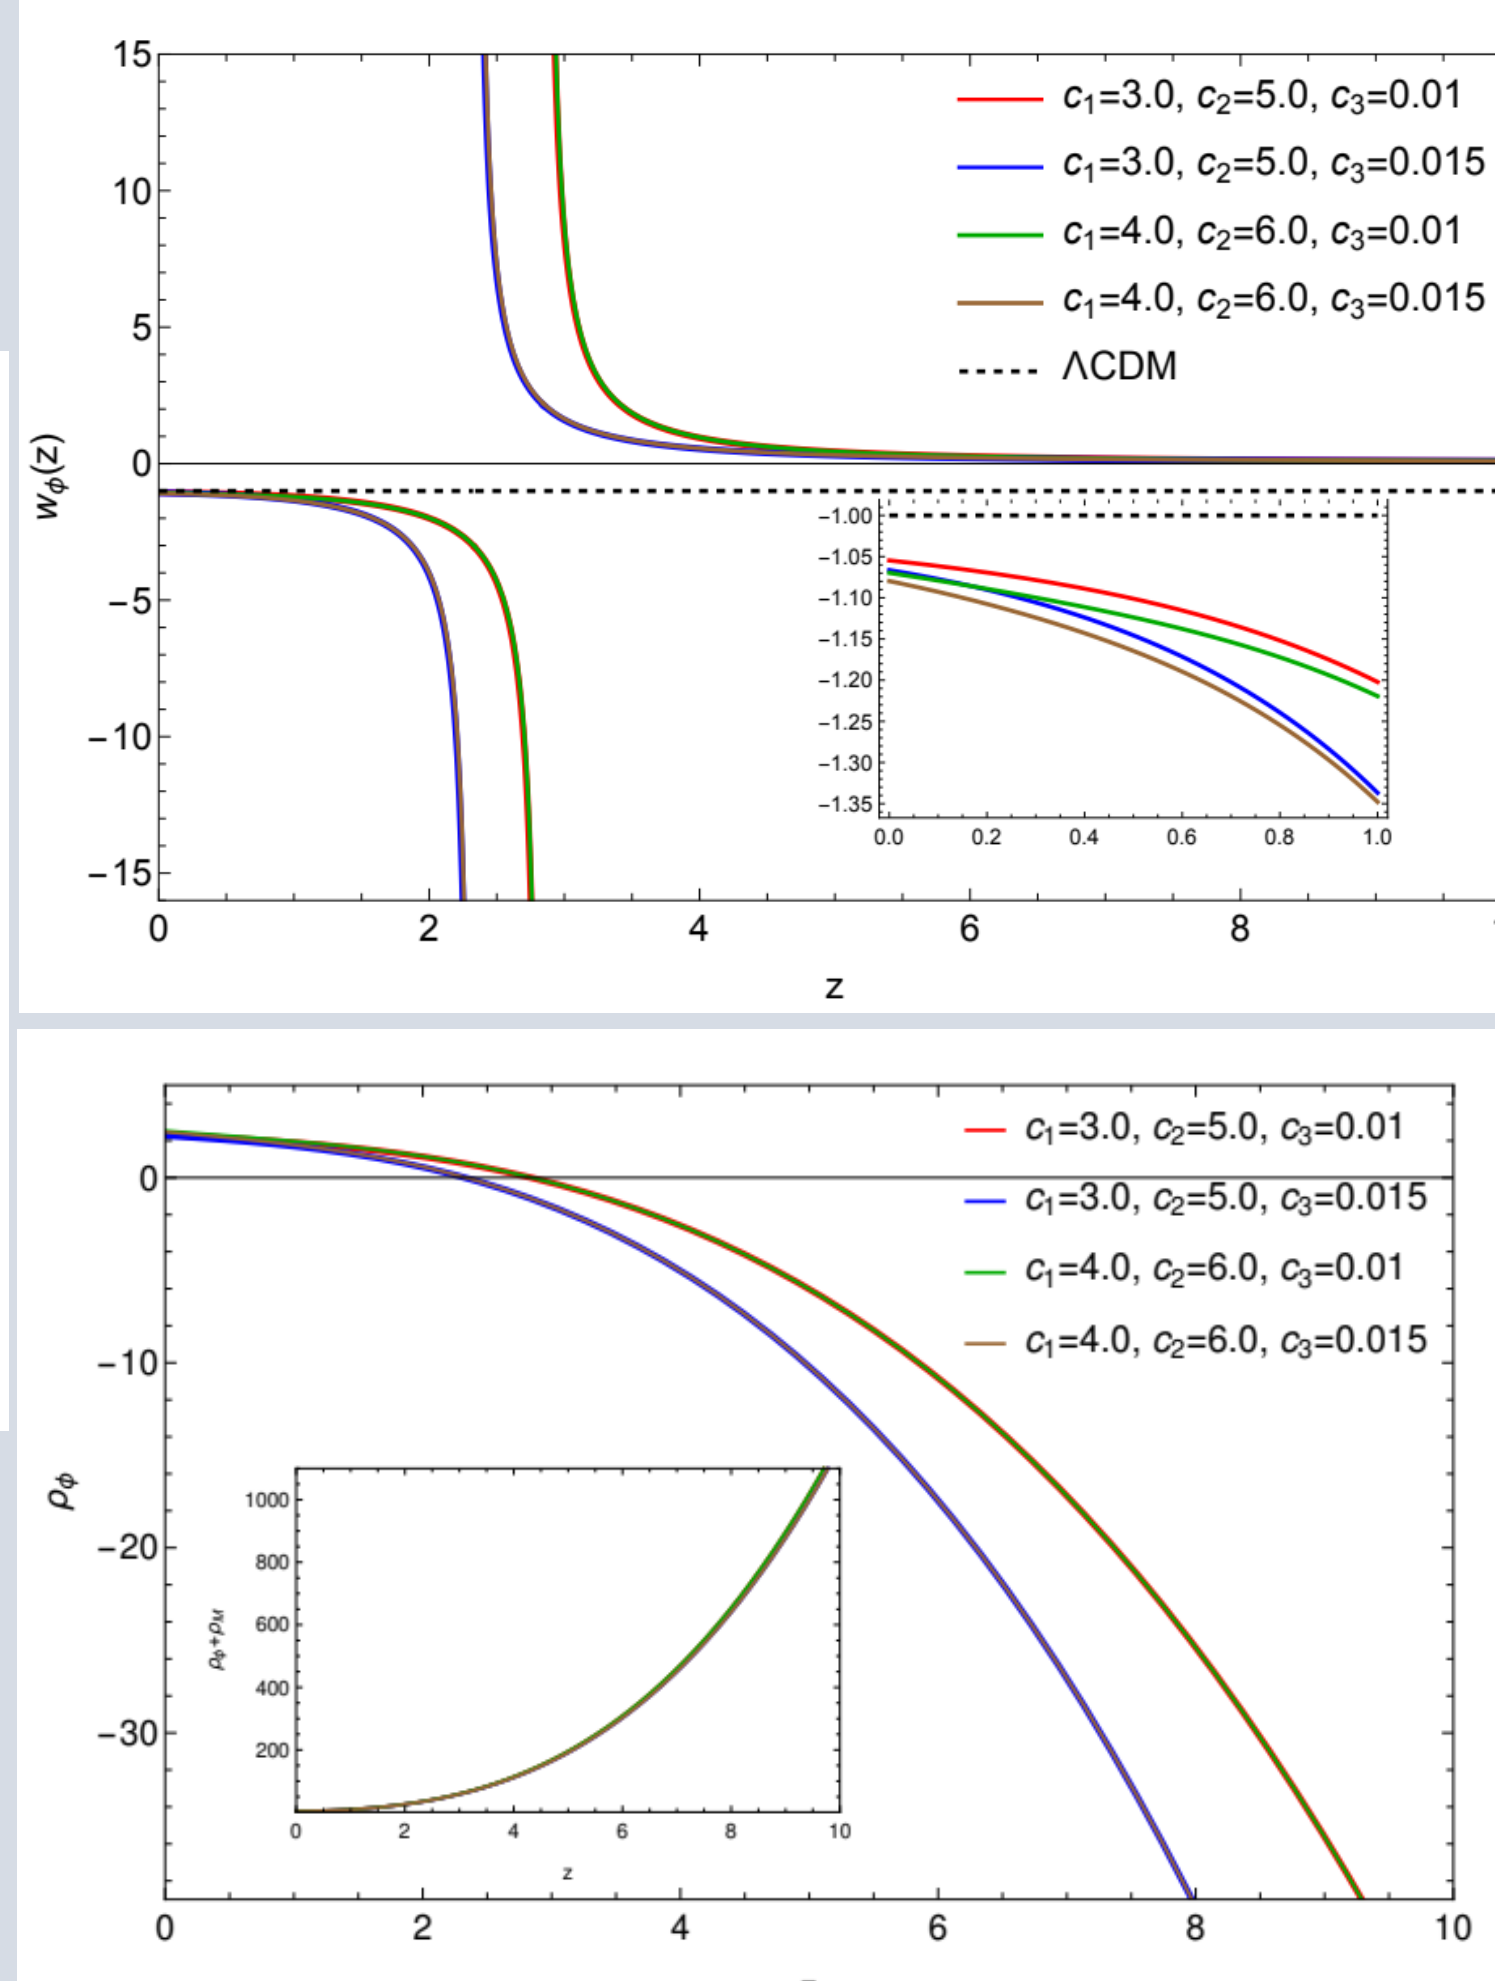 15
10
5
0
−5
−10
−15
w_ϕ(z)
c₁=3.0, c₂=5.0, c₃=0.01
c₁=3.0, c₂=5.0, c₃=0.015
c₁=4.0, c₂=6.0, c₃=0.01
c₁=4.0, c₂=6.0, c₃=0.015
ΛCDM
−1.00
−1.05
−1.10
−1.15
−1.20
−1.25
−1.30
−1.35
0.0 0.2 0.4 0.6 0.8 1.0
0 2 4 6 8
z
0
−10
−20
−30
ρ_ϕ
c₁=3.0, c₂=5.0, c₃=0.01
c₁=3.0, c₂=5.0, c₃=0.015
c₁=4.0, c₂=6.0, c₃=0.01
c₁=4.0, c₂=6.0, c₃=0.015
1000
800
600
400
200
ρ_ϕ+ρ_M
0 2 4 6 8 10
z
0 2 4 6 8 10